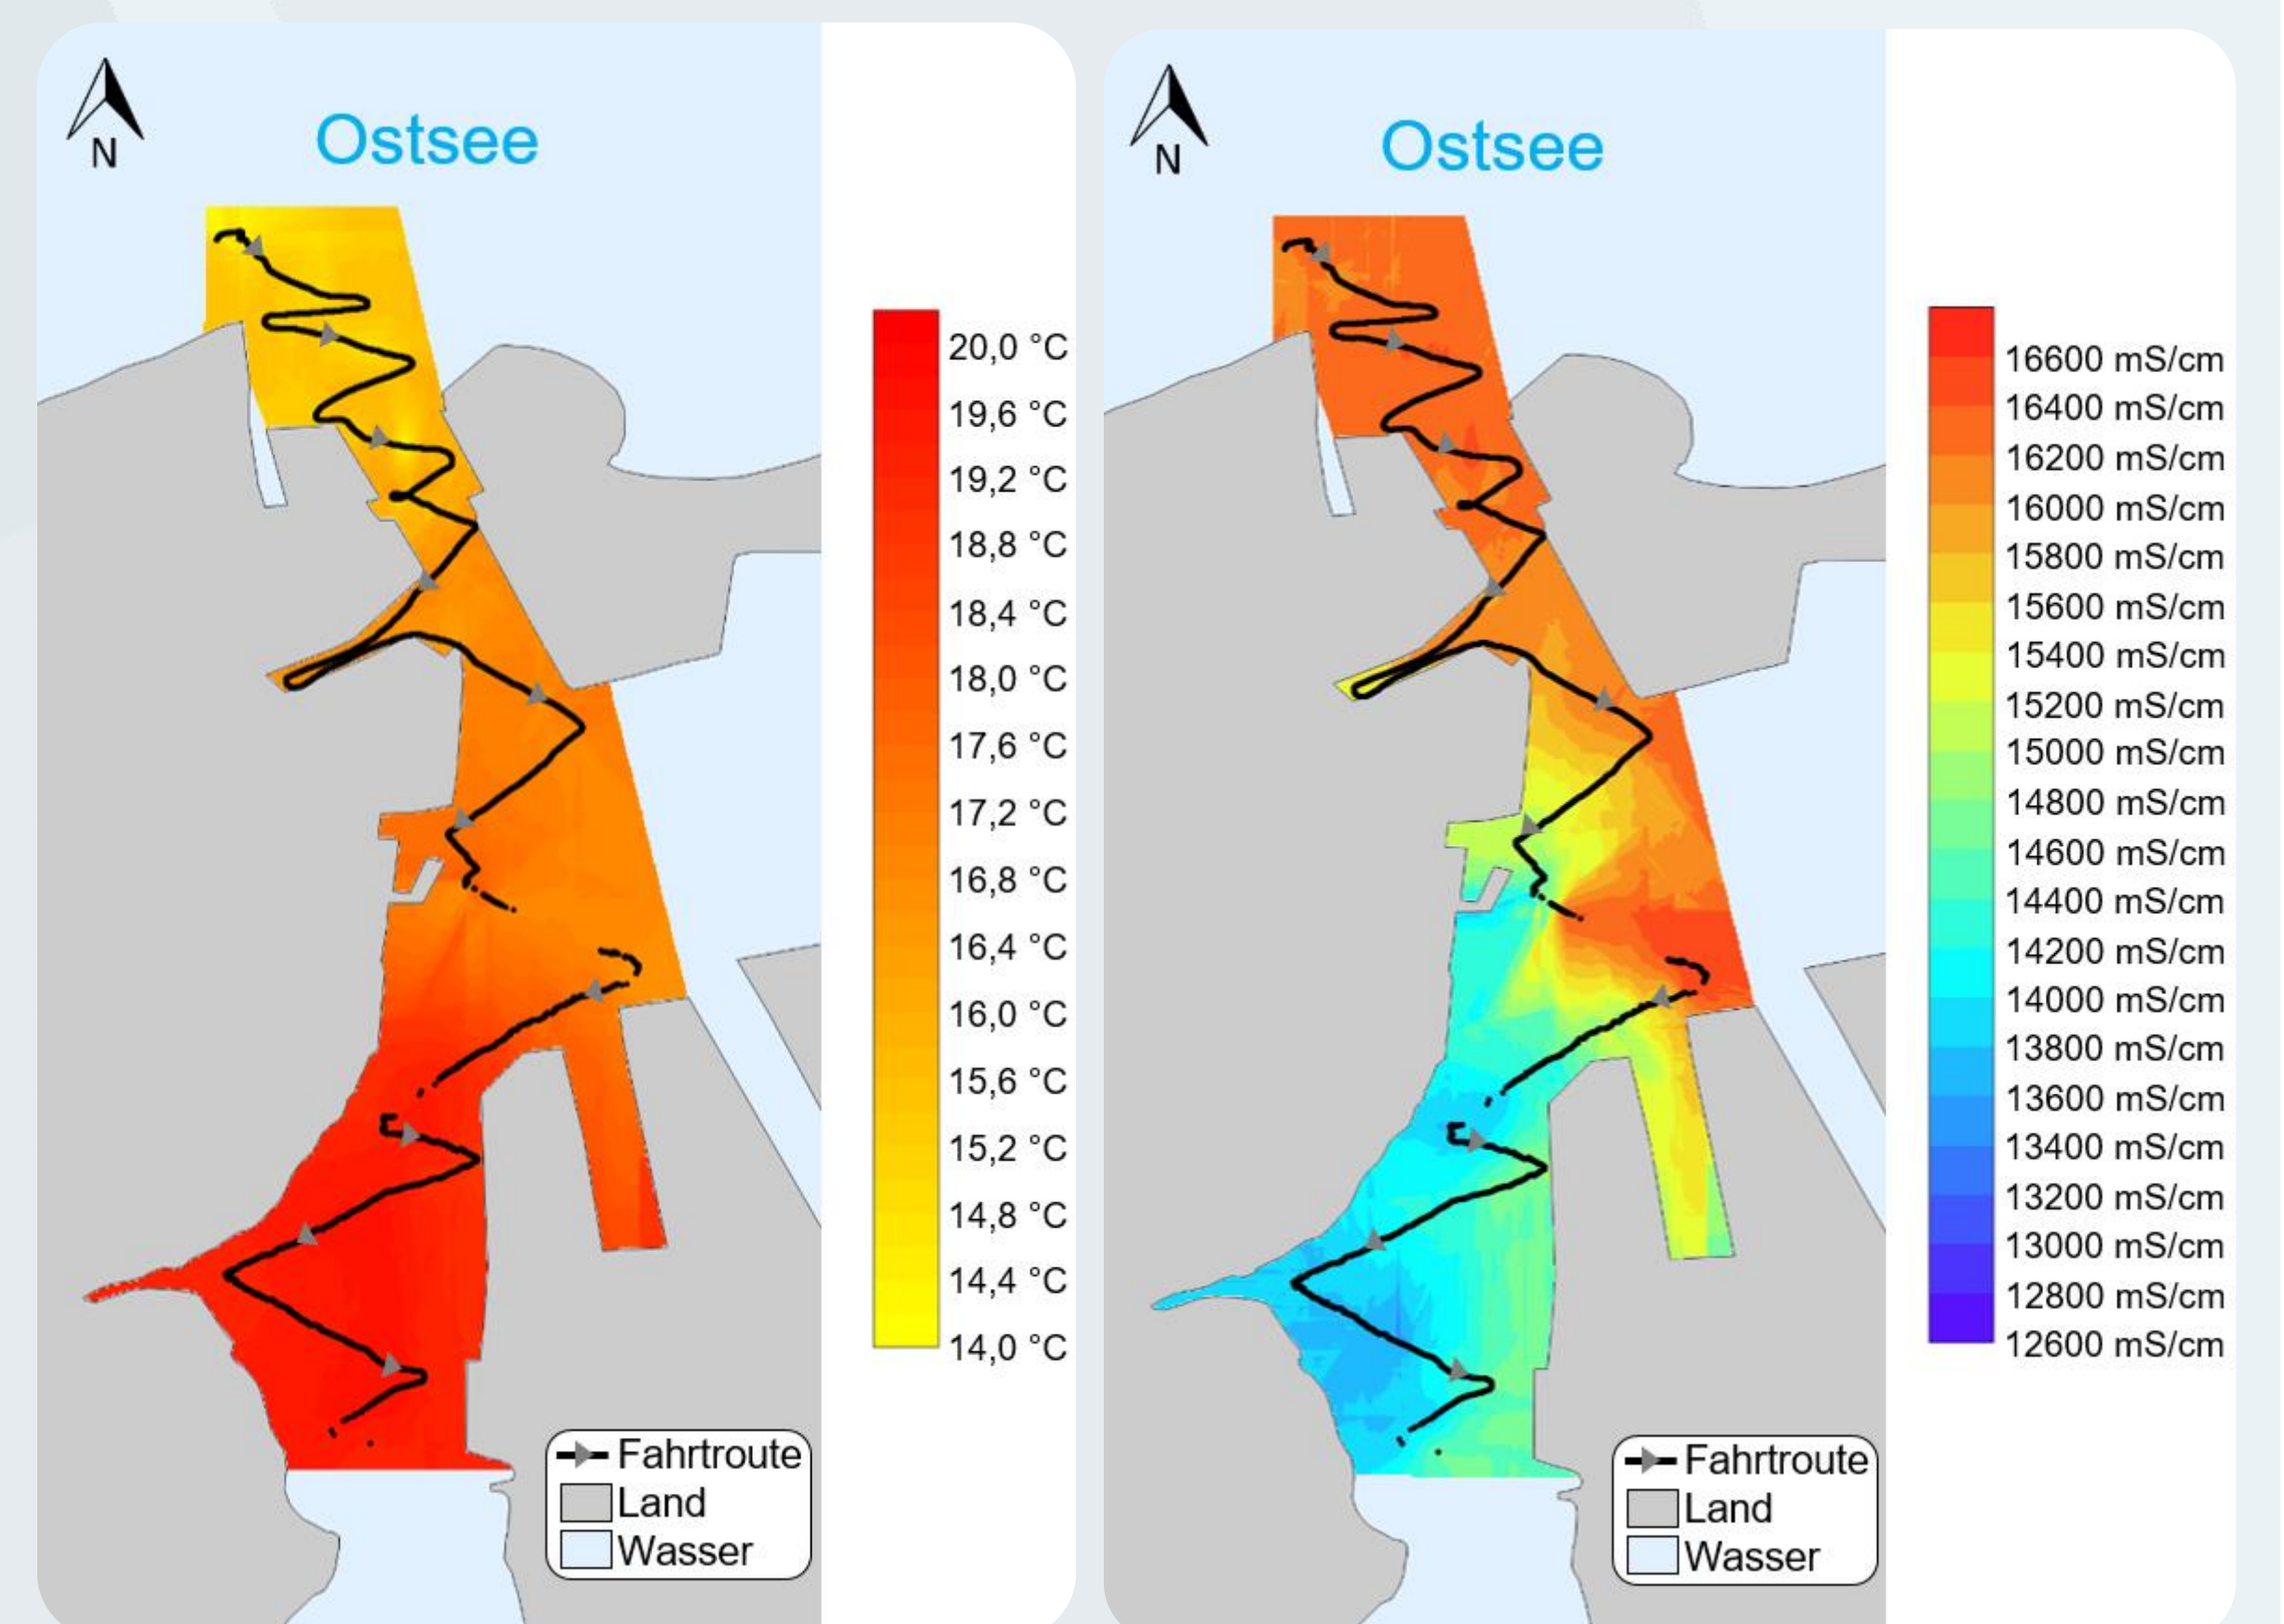 N
Ostsee
20,0 °C
19,6 °C
19,2 °C
18,8 °C
18,4 °C
18,0 °C
17,6 °C
17,2 °C
16,8 °C
16,4 °C
16,0 °C
15,6 °C
15,2 °C
14,8 °C
14,4 °C
14,0 °C
Fahrtroute
Land
Wasser
N
Ostsee
16600 mS/cm
16400 mS/cm
16200 mS/cm
16000 mS/cm
15800 mS/cm
15600 mS/cm
15400 mS/cm
15200 mS/cm
15000 mS/cm
14800 mS/cm
14600 mS/cm
14400 mS/cm
14200 mS/cm
14000 mS/cm
13800 mS/cm
13600 mS/cm
13400 mS/cm
13200 mS/cm
13000 mS/cm
12800 mS/cm
12600 mS/cm
Fahrtroute
Land
Wasser